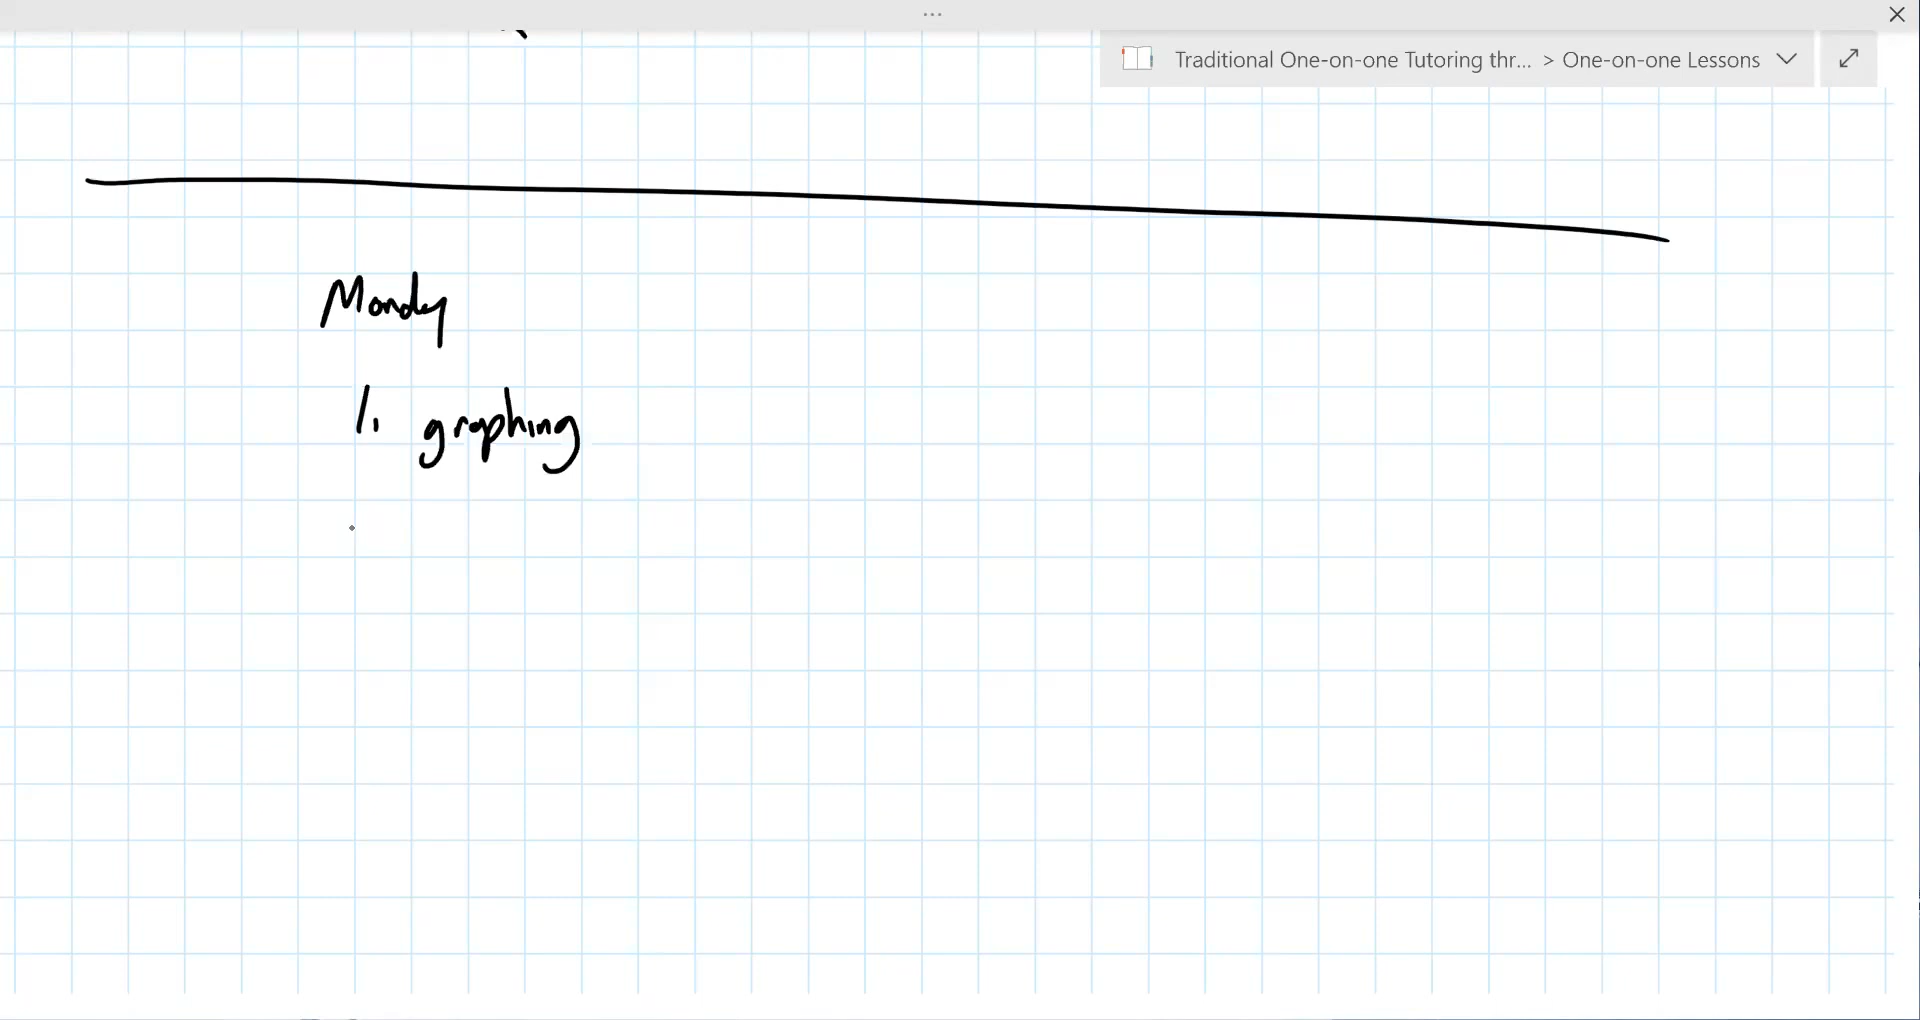 ...
Traditional One-on-one Tutoring thr... > One-on-one Lessons
Monday
1. graphing